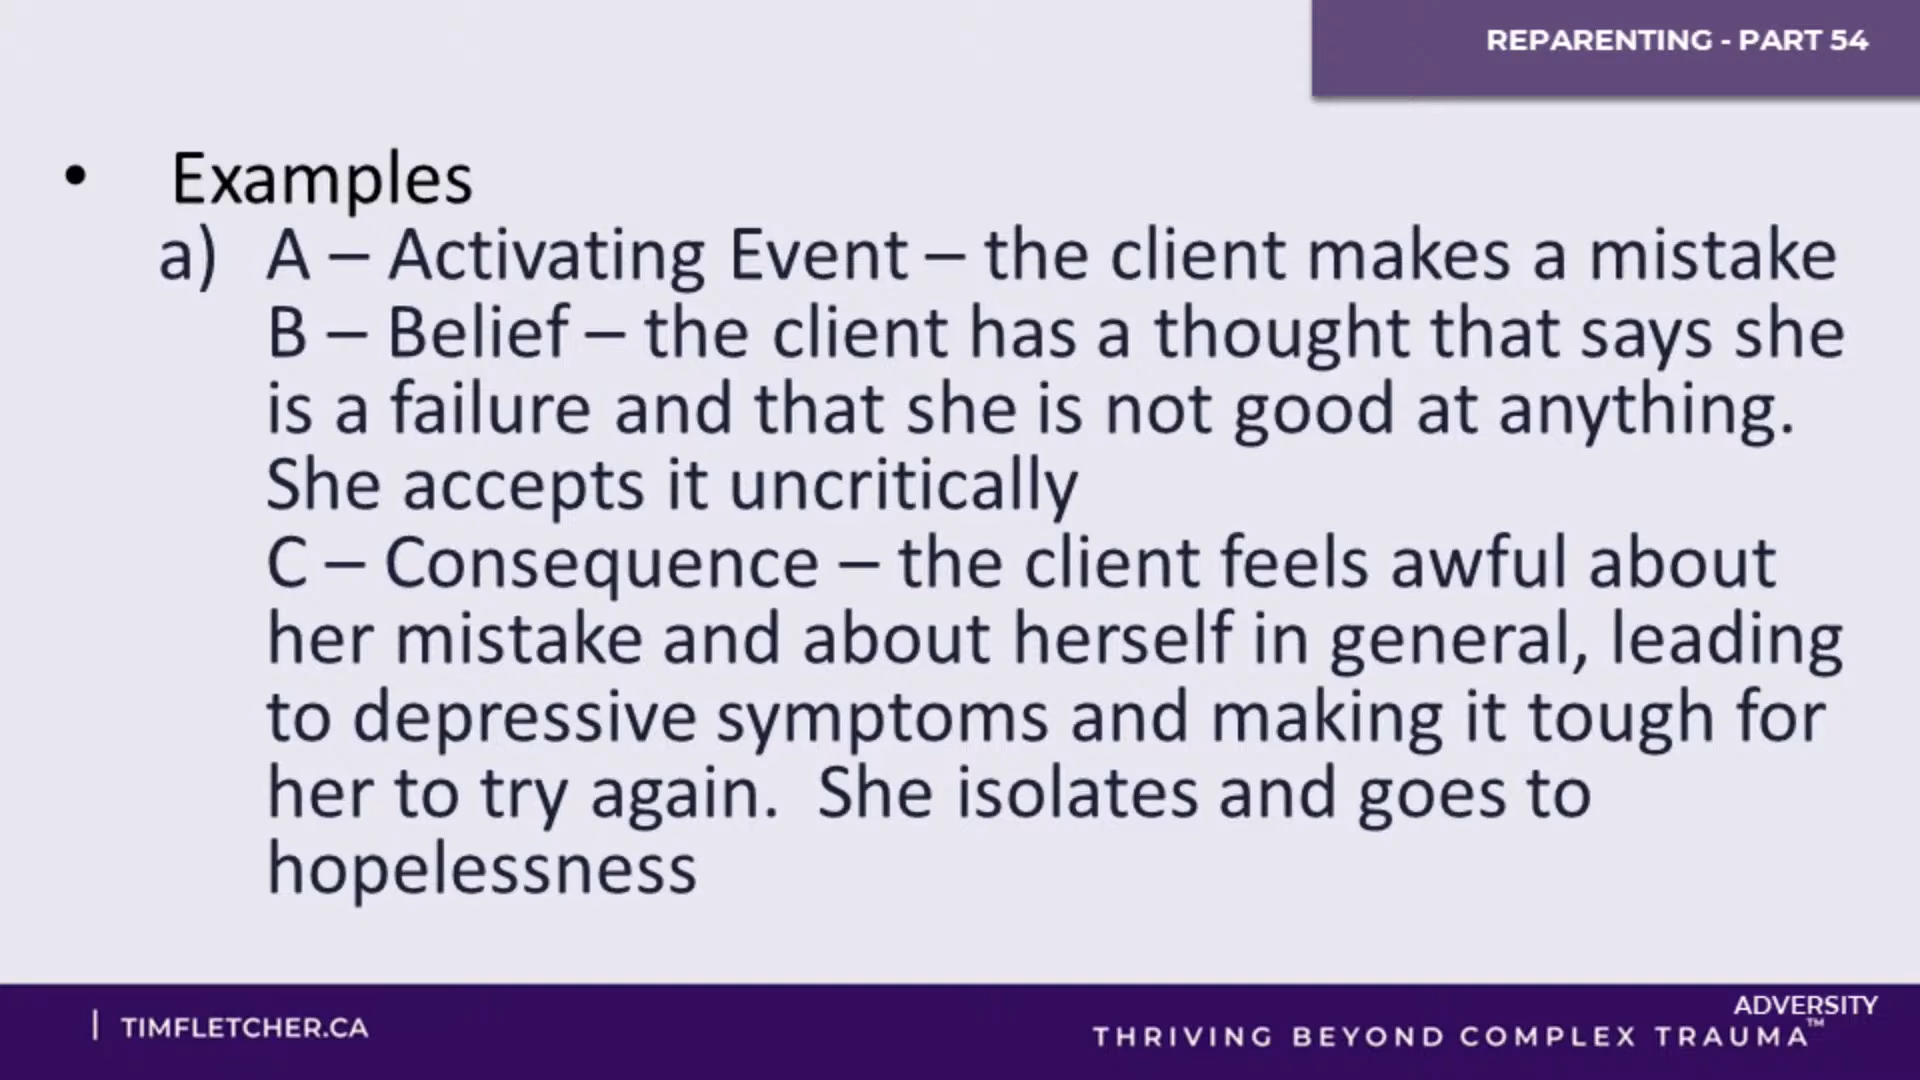 REPARENTING - PART 54
• Examples
a) A – Activating Event – the client makes a mistake
B – Belief – the client has a thought that says she
is a failure and that she is not good at anything.
She accepts it uncritically
C – Consequence – the client feels awful about
her mistake and about herself in general, leading
to depressive symptoms and making it tough for
her to try again.  She isolates and goes to
hopelessness
| TIMFLETCHER.CA
ADVERSITY
THRIVING BEYOND COMPLEX TRAUMA™